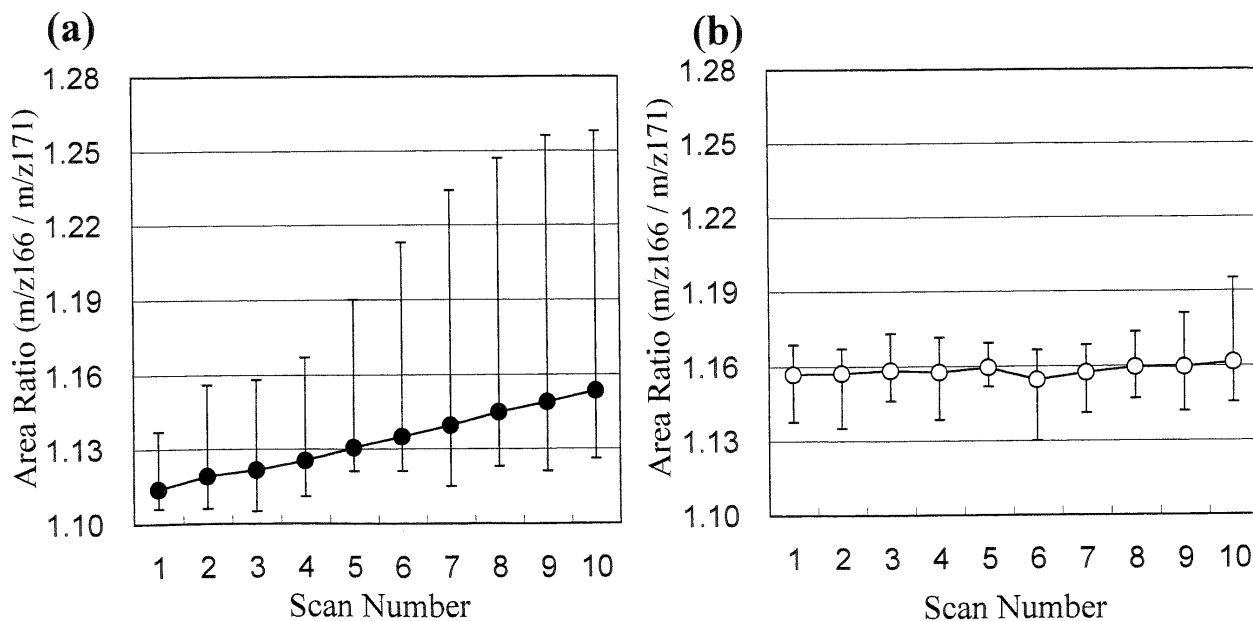 (a)
Area Ratio (m/z166 / m/z171)
1.28
1.25
1.22
1.19
1.16
1.13
1.10
1 2 3 4 5 6 7 8 9 10
Scan Number
(b)
Area Ratio (m/z166 / m/z171)
1.28
1.25
1.22
1.19
1.16
1.13
1.10
1 2 3 4 5 6 7 8 9 10
Scan Number